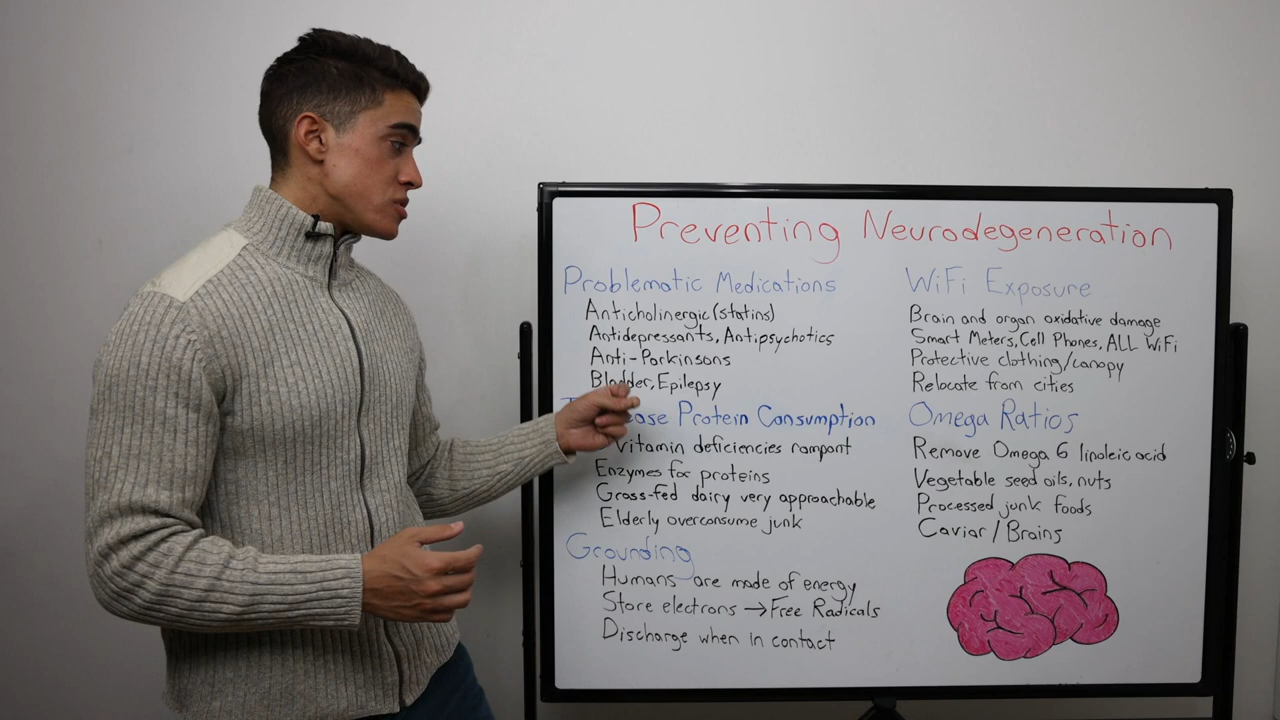 Preventing Neurodegeneration
Problematic Medications
Anticholinergic (statins)
Antidepressants, Antipsychotics
Anti-Parkinsons
Bladder, Epilepsy
Protein Consumption
Vitamin deficiencies rampant
Enzymes for proteins
Grass-fed dairy very approachable
Elderly overconsume junk
Grounding
Humans are made of energy
Store electrons → Free Radicals
Discharge when in contact
WiFi Exposure
Brain and organ oxidative damage
Smart Meters, Cell Phones, ALL WiFi
Protective clothing/canopy
Relocate from cities
Omega Ratios
Remove Omega 6 linoleic acid
Vegetable seed oils, nuts
Processed junk foods
Caviar/Brains